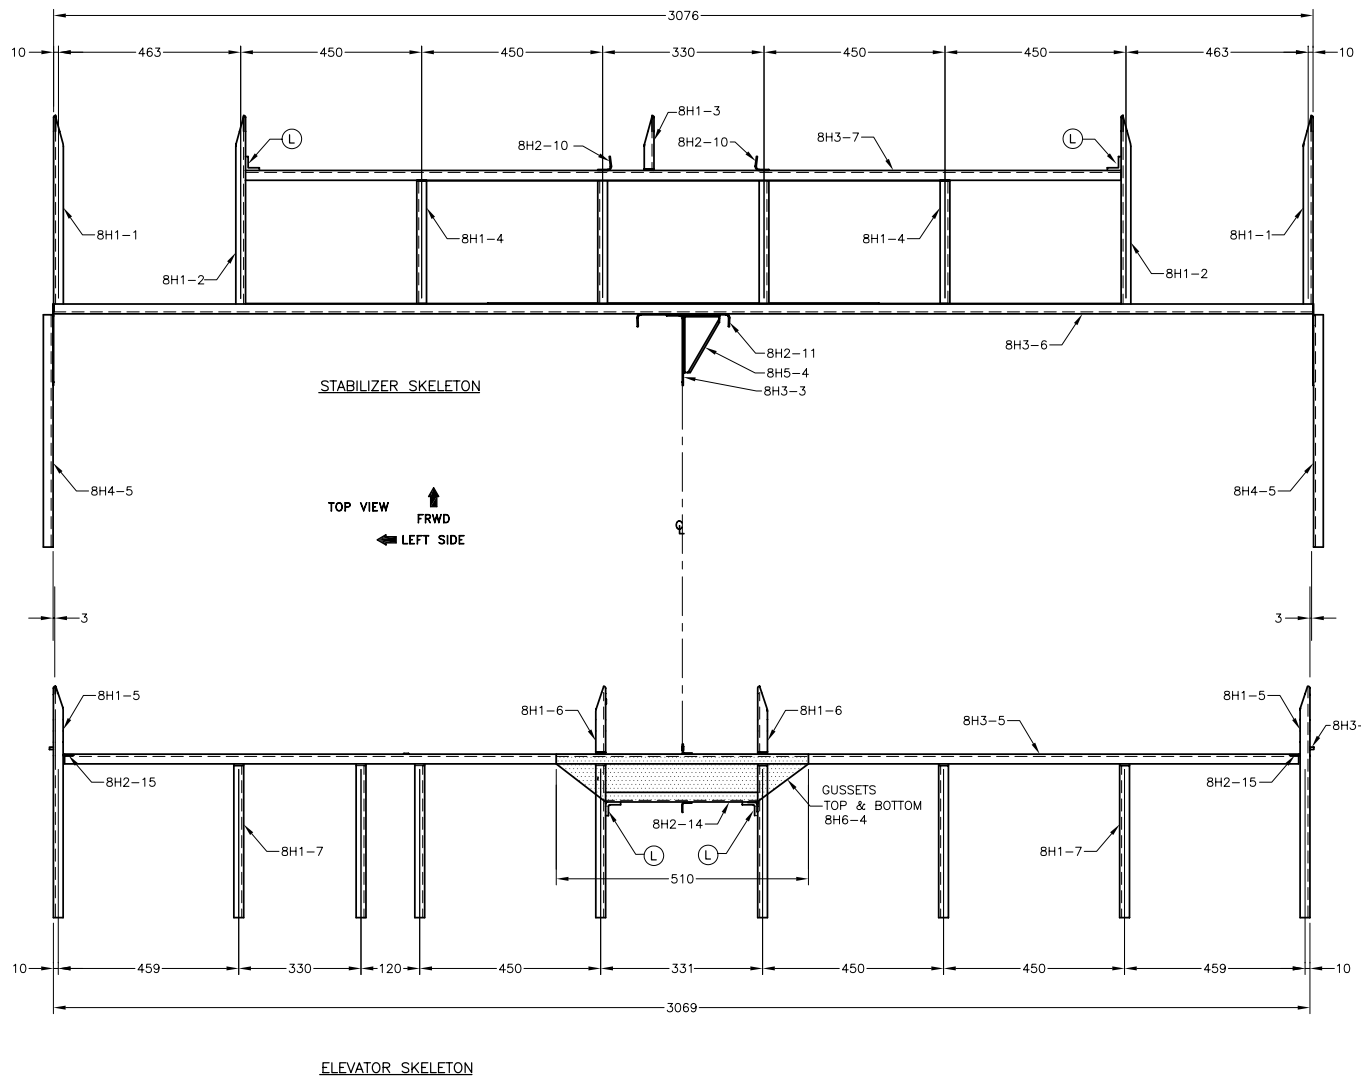 3076
10 463 450 450 330 450 450 463 10
8H1-3
L 8H2-10 8H2-10 8H3-7 L
8H1-1 8H1-4 8H1-4 8H1-1
8H1-2 8H1-2
8H2-11 8H3-6
8H5-4
STABILIZER SKELETON 8H3-3
8H4-5 8H4-5
TOP VIEW
FRWD
LEFT SIDE
3 3
8H1-5 8H1-5
8H1-6 8H1-6 8H3-5 8H3-
8H2-15 8H2-15
GUSSETS
TOP & BOTTOM
8H6-4
8H2-14
8H1-7 L L 8H1-7
510
10 459 330 120 450 331 450 450 459 10
3069
ELEVATOR SKELETON